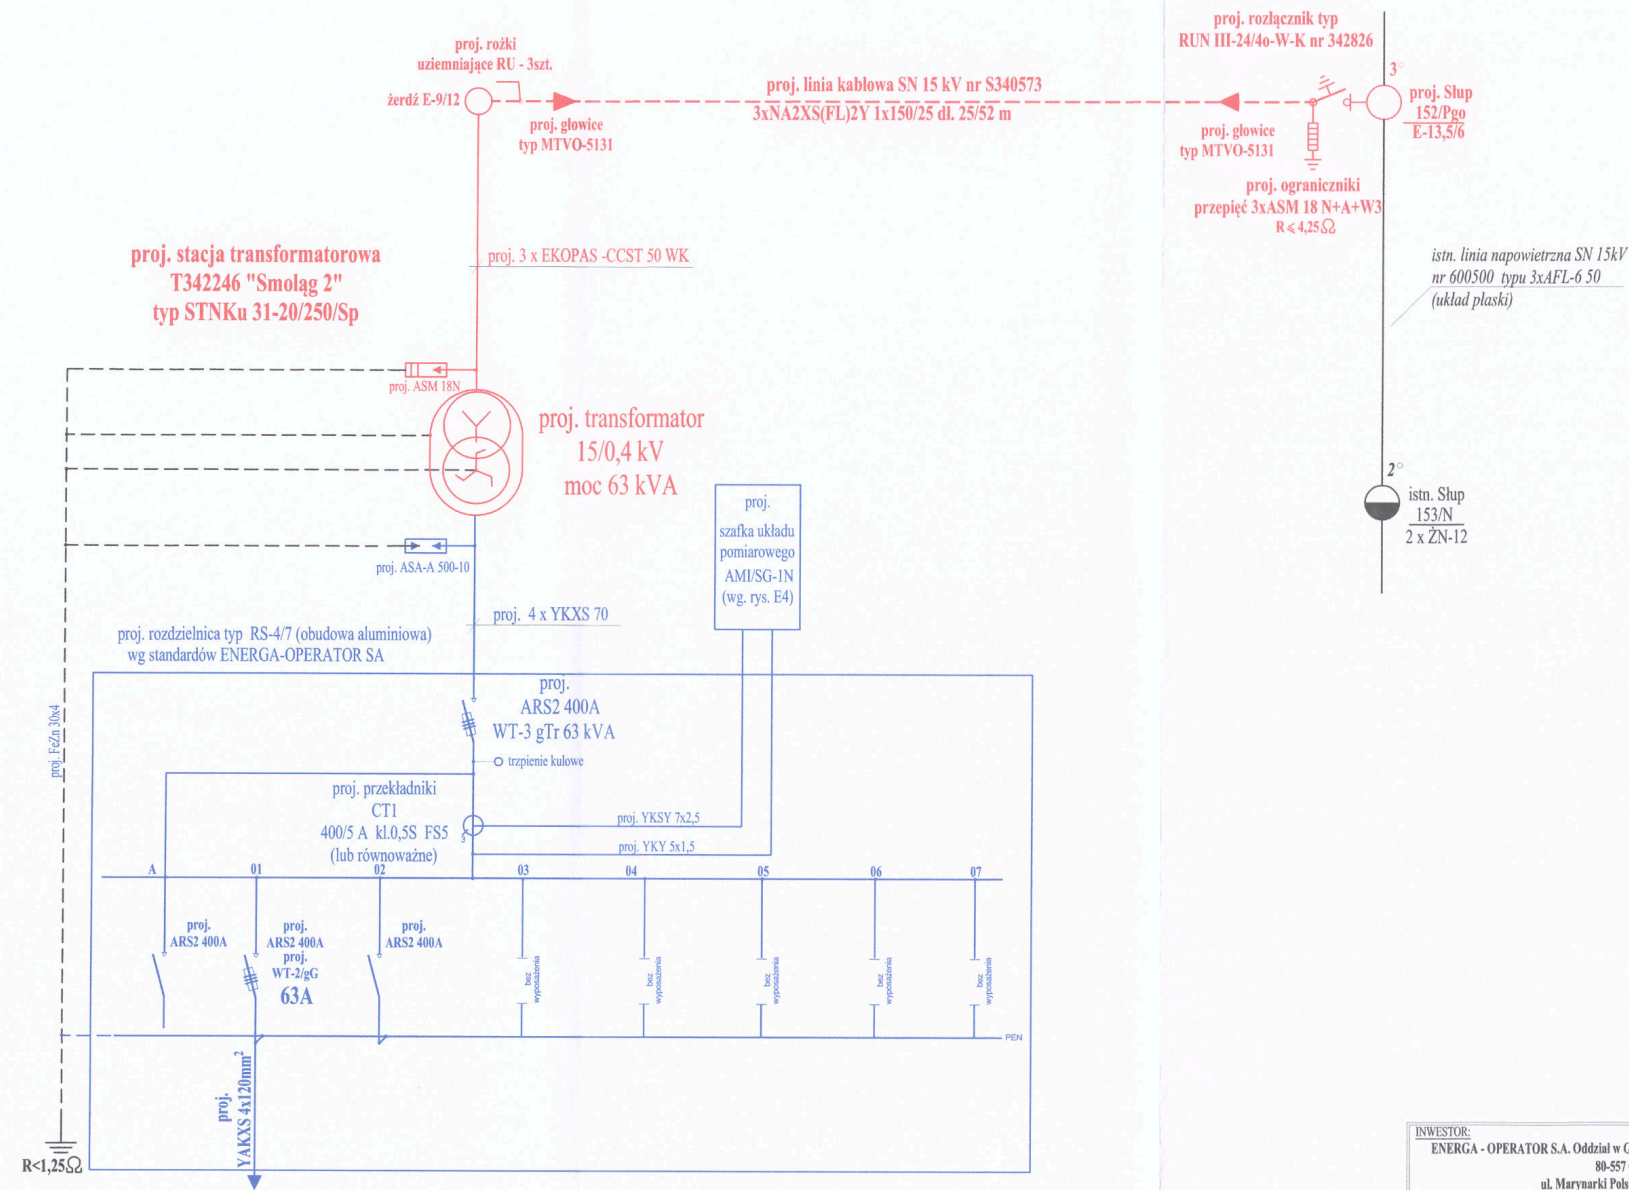 proj. rożki
uziemniające RU - 3szt.
żerdź E-9/12
proj. głowice
typ MTVO-5131
proj. linia kablowa SN 15 kV nr S340573
3xNA2XS(FL)2Y 1x150/25 dł. 25/52 m
proj. rozłącznik typ
RUN III-24/4o-W-K nr 342826
3°
proj. Słup
152/Pgo
E-13,5/6
proj. głowice
typ MTVO-5131
proj. ograniczniki
przepięć 3xASM 18 N+A+W3
R⩽4,25Ω
istn. linia napowietrzna SN 15kV
nr 600500 typu 3xAFL-6 50
(układ płaski)
proj. stacja transformatorowa
T342246 "Smoląg 2"
typ STNKu 31-20/250/Sp
proj. 3 x EKOPAS -CCST 50 WK
proj. ASM 18N
proj. transformator
15/0,4 kV
moc 63 kVA
2°
istn. Słup
153/N
2 x ŻN-12
proj.
szafka układu
pomiarowego
AMI/SG-1N
(wg. rys. E4)
proj. ASA-A 500-10
proj. 4 x YKXS 70
proj. rozdzielnica typ RS-4/7 (obudowa aluminiowa)
wg standardów ENERGA-OPERATOR SA
proj. FeZn 30x4
proj.
ARS2 400A
WT-3 gTr 63 kVA
trzpienie kulowe
proj. przekładniki
CT1
400/5 A kl.0,5S FS5
(lub równoważne)
3
proj. YKSY 7x2,5
proj. YKY 5x1,5
A 01 02 03 04 05 06 07
proj.
ARS2 400A
proj.
ARS2 400A
proj.
WT-2/gG
63A
proj.
ARS2 400A
bez
wyposażenia
bez
wyposażenia
bez
wyposażenia
bez
wyposażenia
bez
wyposażenia
PEN
proj.
YAKXS 4x120mm²
R<1,25Ω
INWESTOR:
ENERGA - OPERATOR S.A. Oddział w G
80-557
ul. Marynarki Pols